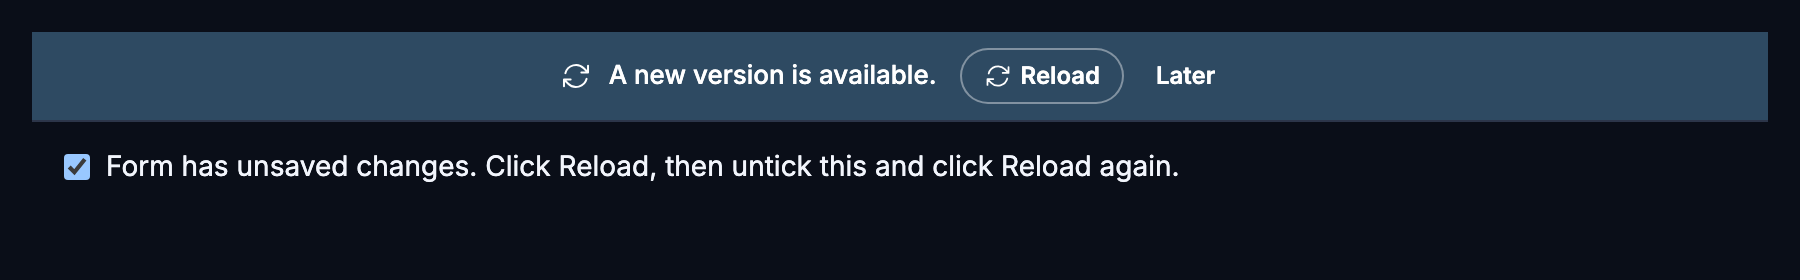 A new version is available. Reload Later
Form has unsaved changes. Click Reload, then untick this and click Reload again.